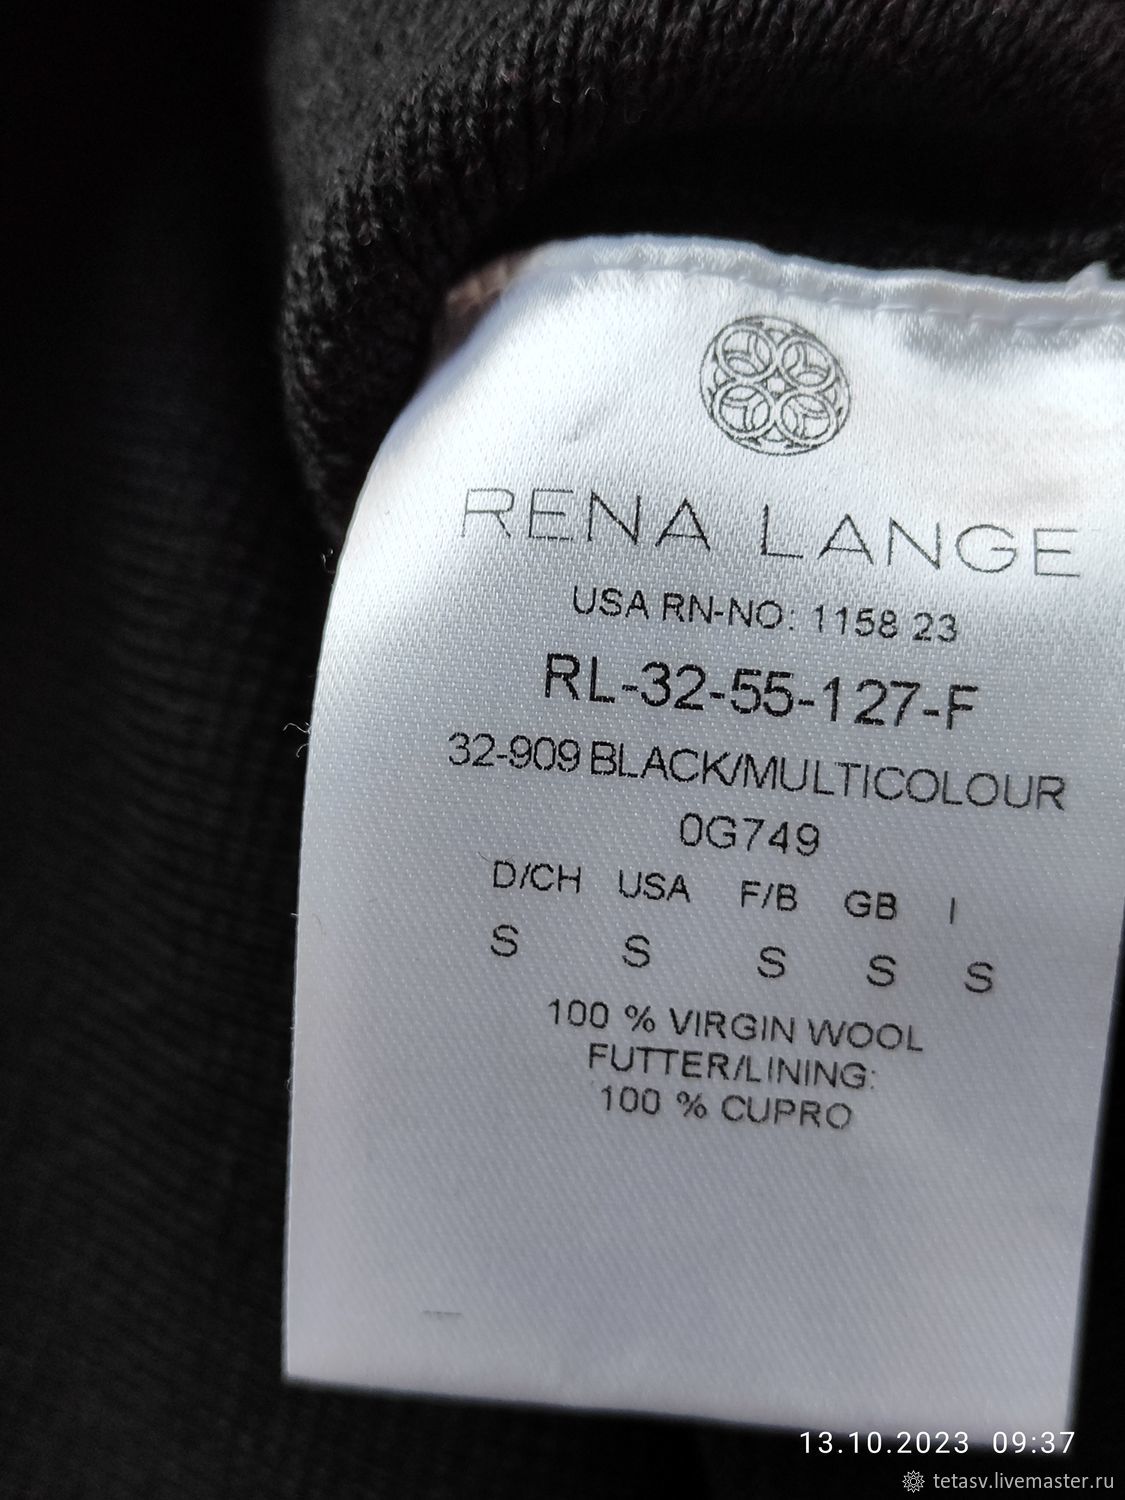 RENA LANGE
USA RN-NO: 1158 23
RL-32-55-127-F
32-909 BLACK/MULTICOLOUR
0G749
D/CH USA F/B GB I
S S S S S
100 % VIRGIN WOOL
FUTTER/LINING:
100 % CUPRO
13.10.2023 09:37
tetasv.livemaster.ru